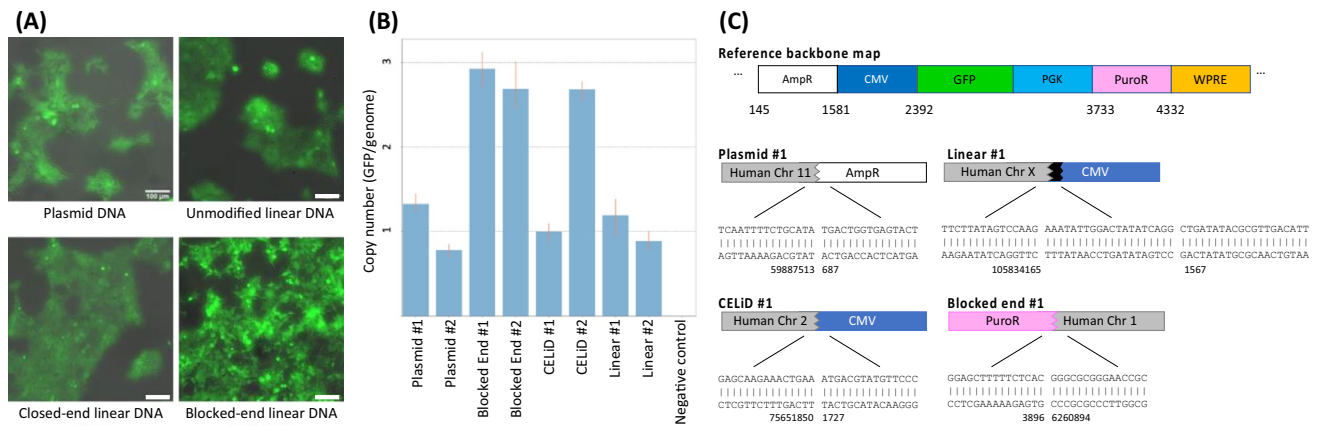 (A)
100 μm
Plasmid DNA
Unmodified linear DNA
Closed-end linear DNA
Blocked-end linear DNA
(B)
Copy number (GFP/genome)
3
2
1
Plasmid #1
Plasmid #2
Blocked End #1
Blocked End #2
CELiD #1
CELiD #2
Linear #1
Linear #2
Negative control
(C)
Reference backbone map
... AmpR CMV GFP PGK PuroR WPRE ...
145 1581 2392 3733 4332
Plasmid #1
Human Chr 11 AmpR
TCAATTTTCTGCATA TGACTGGTGAGTACT
AGTTAAAAGACGTAT ACTGACCACTCATGA
59887513 687
Linear #1
Human Chr X CMV
TTCTTATAGTCCAAG AAATATTGGACTATATCAGG CTGATATACGCGTTGACATT
AAGAATATCAGGTTC TTTATAACCTGATATAGTCC GACTATATGCGCAACTGTAA
105834165 1567
CELiD #1
Human Chr 2 CMV
GAGCAAGAAACTGAA ATGACGTATGTTCCC
CTCGTTCTTTGACTT TACTGCATACAAGGG
75651850 1727
Blocked end #1
PuroR Human Chr 1
GGAGCTTTTTCTCAC GGGCGCGGGAACCGC
CCTCGAAAAAGAGTG CCCGCGCCCTTGGCG
3896 6260894